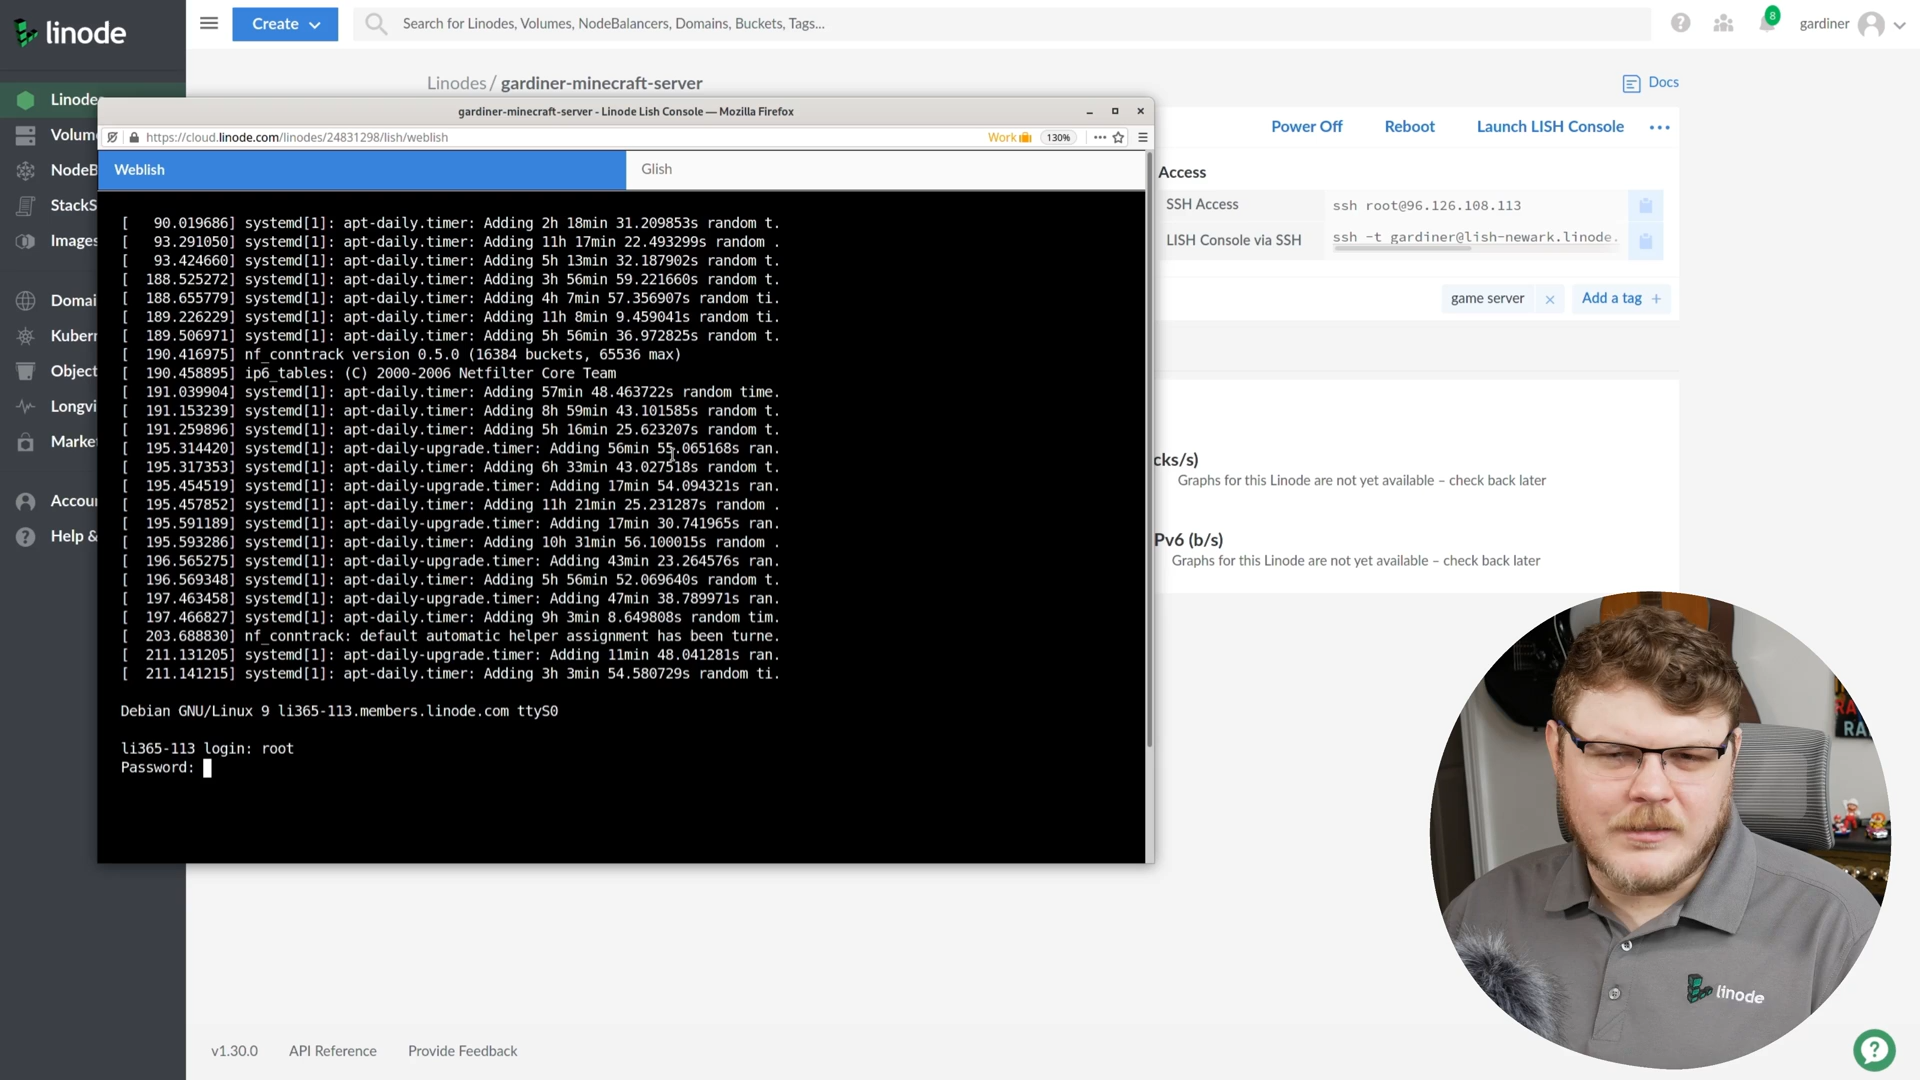 linode
Create
Search for Linodes, Volumes, NodeBalancers, Domains, Buckets, Tags...
8
gardiner
Linodes / gardiner-minecraft-server
Docs
Linodes
Volum
NodeB
StackS
Images
Domai
Kubern
Object
Longvi
Marke
Accou
Help &
gardiner-minecraft-server - Linode Lish Console — Mozilla Firefox
https://cloud.linode.com/linodes/24831298/lish/weblish
Work
130%
Weblish
Glish
[   90.019686] systemd[1]: apt-daily.timer: Adding 2h 18min 31.209853s random t.
[   93.291050] systemd[1]: apt-daily.timer: Adding 11h 17min 22.493299s random .
[   93.424660] systemd[1]: apt-daily.timer: Adding 5h 13min 32.187902s random t.
[  188.525272] systemd[1]: apt-daily.timer: Adding 3h 56min 59.221660s random t.
[  188.655779] systemd[1]: apt-daily.timer: Adding 4h 7min 57.356907s random ti.
[  189.226229] systemd[1]: apt-daily.timer: Adding 11h 8min 9.459041s random ti.
[  189.506971] systemd[1]: apt-daily.timer: Adding 5h 56min 36.972825s random t.
[  190.416975] nf_conntrack version 0.5.0 (16384 buckets, 65536 max)
[  190.458895] ip6_tables: (C) 2000-2006 Netfilter Core Team
[  191.039904] systemd[1]: apt-daily.timer: Adding 57min 48.463722s random time.
[  191.153239] systemd[1]: apt-daily.timer: Adding 8h 59min 43.101585s random t.
[  191.259896] systemd[1]: apt-daily.timer: Adding 5h 16min 25.623207s random t.
[  195.314420] systemd[1]: apt-daily-upgrade.timer: Adding 56min 55.065168s ran.
[  195.317353] systemd[1]: apt-daily.timer: Adding 6h 33min 43.027518s random t.
[  195.454519] systemd[1]: apt-daily-upgrade.timer: Adding 17min 54.094321s ran.
[  195.457852] systemd[1]: apt-daily.timer: Adding 11h 21min 25.231287s random .
[  195.591189] systemd[1]: apt-daily-upgrade.timer: Adding 17min 30.741965s ran.
[  195.593286] systemd[1]: apt-daily.timer: Adding 10h 31min 56.100015s random .
[  196.565275] systemd[1]: apt-daily-upgrade.timer: Adding 43min 23.264576s ran.
[  196.569348] systemd[1]: apt-daily.timer: Adding 5h 56min 52.069640s random t.
[  197.463458] systemd[1]: apt-daily-upgrade.timer: Adding 47min 38.789971s ran.
[  197.466827] systemd[1]: apt-daily.timer: Adding 9h 3min 8.649808s random tim.
[  203.688830] nf_conntrack: default automatic helper assignment has been turne.
[  211.131205] systemd[1]: apt-daily-upgrade.timer: Adding 11min 48.041281s ran.
[  211.141215] systemd[1]: apt-daily.timer: Adding 3h 3min 54.580729s random ti.
Debian GNU/Linux 9 li365-113.members.linode.com ttyS0
li365-113 login: root
Password:
Power Off
Reboot
Launch LISH Console
Access
SSH Access
ssh root@96.126.108.113
LISH Console via SSH
ssh -t gardiner@lish-newark.linode.
game server
Add a tag +
cks/s)
Graphs for this Linode are not yet available – check back later
Pv6 (b/s)
Graphs for this Linode are not yet available – check back later
linode
v1.30.0
API Reference
Provide Feedback